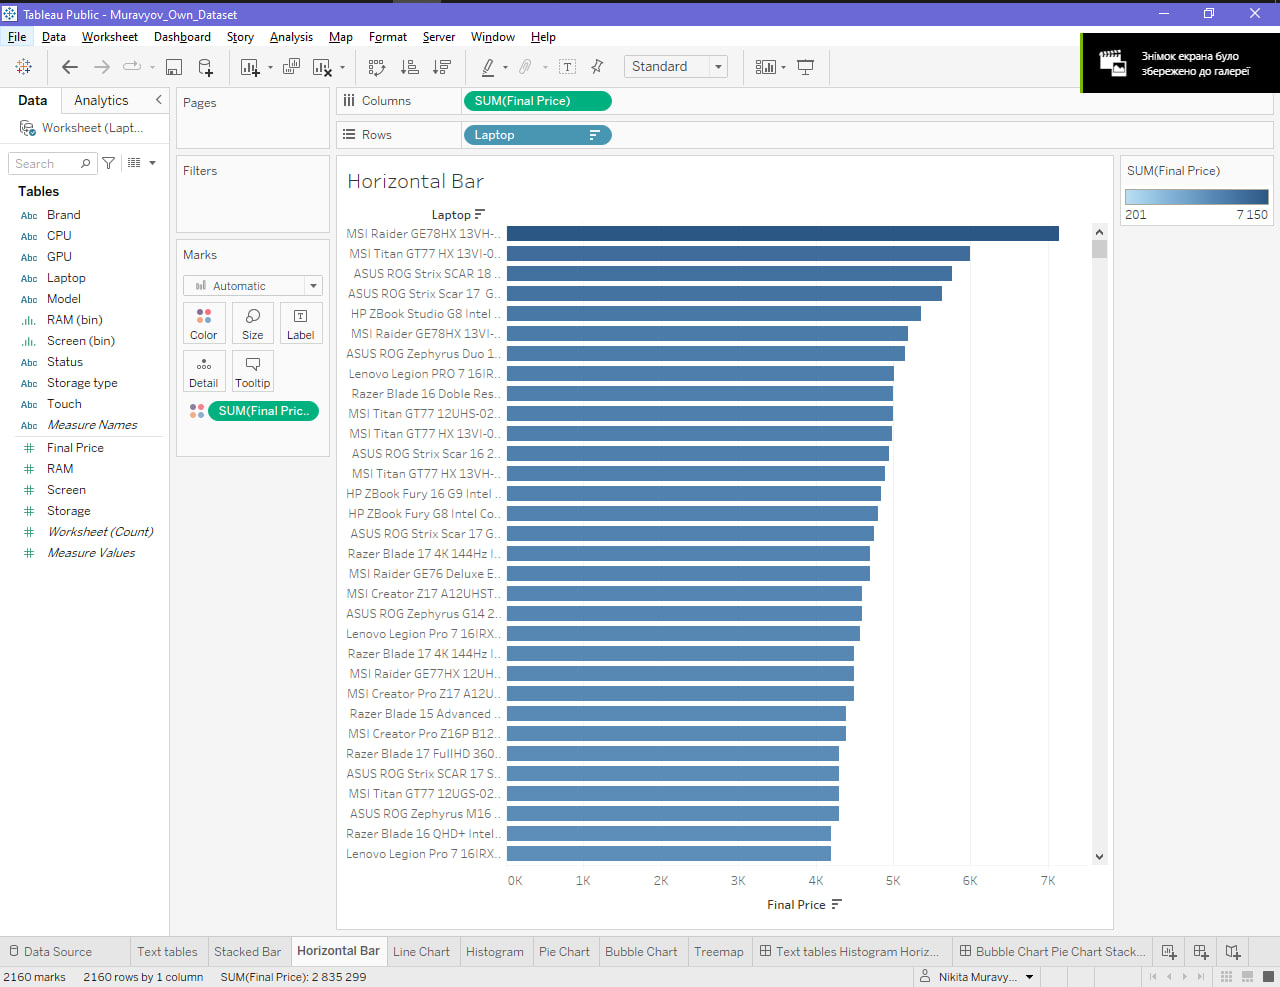 Tableau Public - Muravyov_Own_Dataset
File Data Worksheet Dashboard Story Analysis Map Format Server Window Help
Знімок екрана було
збережено до галереї
Standard
Data Analytics
Worksheet (Lapt...
Search
Tables
Abc Brand
Abc CPU
Abc GPU
Abc Laptop
Abc Model
RAM (bin)
Screen (bin)
Abc Status
Abc Storage type
Abc Touch
Abc Measure Names
# Final Price
# RAM
# Screen
# Storage
# Worksheet (Count)
# Measure Values
Pages
Filters
Marks
Automatic
Color Size Label
Detail Tooltip
SUM(Final Pric..
Columns SUM(Final Price)
Rows Laptop
Horizontal Bar
Laptop
MSI Raider GE78HX 13VH-..
MSI Titan GT77 HX 13VI-0..
ASUS ROG Strix SCAR 18 ..
ASUS ROG Strix Scar 17 G..
HP ZBook Studio G8 Intel ..
MSI Raider GE78HX 13VI-..
ASUS ROG Zephyrus Duo 1..
Lenovo Legion PRO 7 16IR..
Razer Blade 16 Doble Res..
MSI Titan GT77 12UHS-02..
MSI Titan GT77 HX 13VI-0..
ASUS ROG Strix Scar 16 2..
MSI Titan GT77 HX 13VH-..
HP ZBook Fury 16 G9 Intel ..
HP ZBook Fury G8 Intel Co..
ASUS ROG Strix Scar 17 G..
Razer Blade 17 4K 144Hz I..
MSI Raider GE76 Deluxe E..
MSI Creator Z17 A12UHST..
ASUS ROG Zephyrus G14 2..
Lenovo Legion Pro 7 16IRX..
Razer Blade 17 4K 144Hz I..
MSI Raider GE77HX 12UH..
MSI Creator Pro Z17 A12U..
Razer Blade 15 Advanced ..
MSI Creator Pro Z16P B12..
Razer Blade 17 FullHD 360..
ASUS ROG Strix SCAR 17 S..
MSI Titan GT77 12UGS-02..
ASUS ROG Zephyrus M16 ..
Razer Blade 16 QHD+ Intel..
Lenovo Legion Pro 7 16IRX..
0K 1K 2K 3K 4K 5K 6K 7K
Final Price
SUM(Final Price)
201 7 150
Data Source Text tables Stacked Bar Horizontal Bar Line Chart Histogram Pie Chart Bubble Chart Treemap Text tables Histogram Horiz... Bubble Chart Pie Chart Stack...
2160 marks 2160 rows by 1 column SUM(Final Price): 2 835 299 Nikita Muravy...